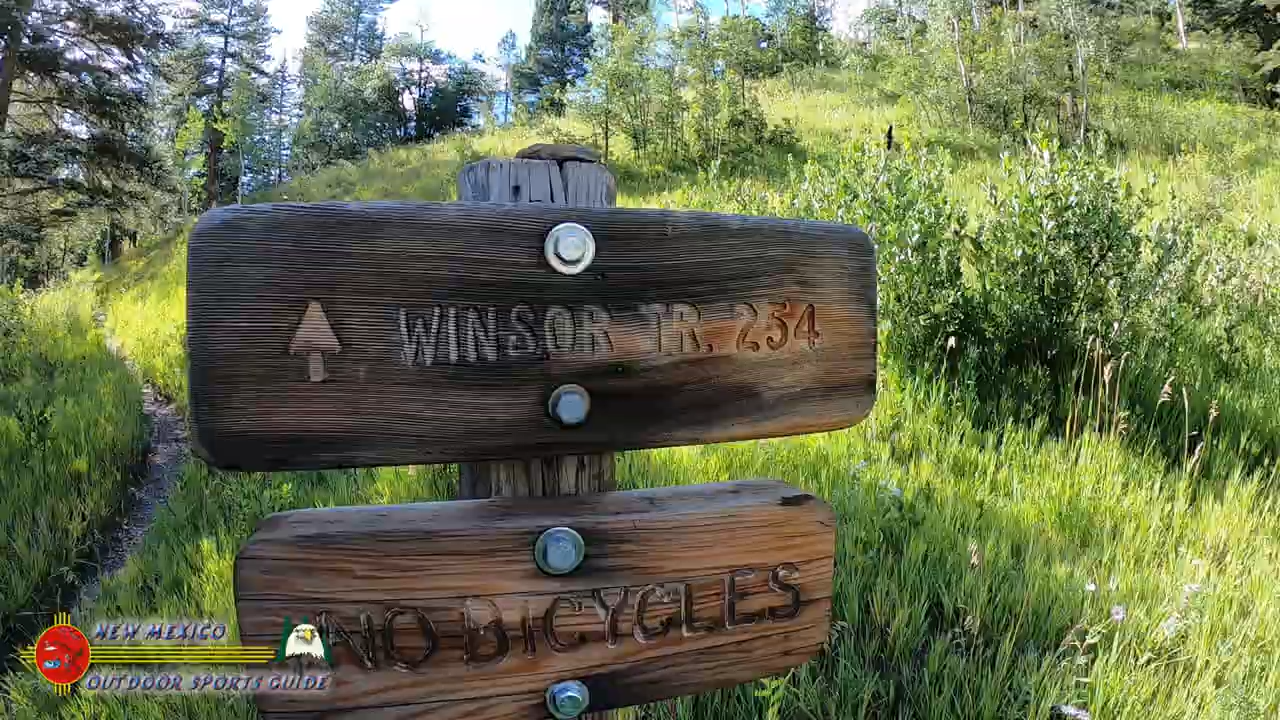 WINSOR TR. 254
NO BICYCLES
NEW MEXICO
OUTDOOR SPORTS GUIDE